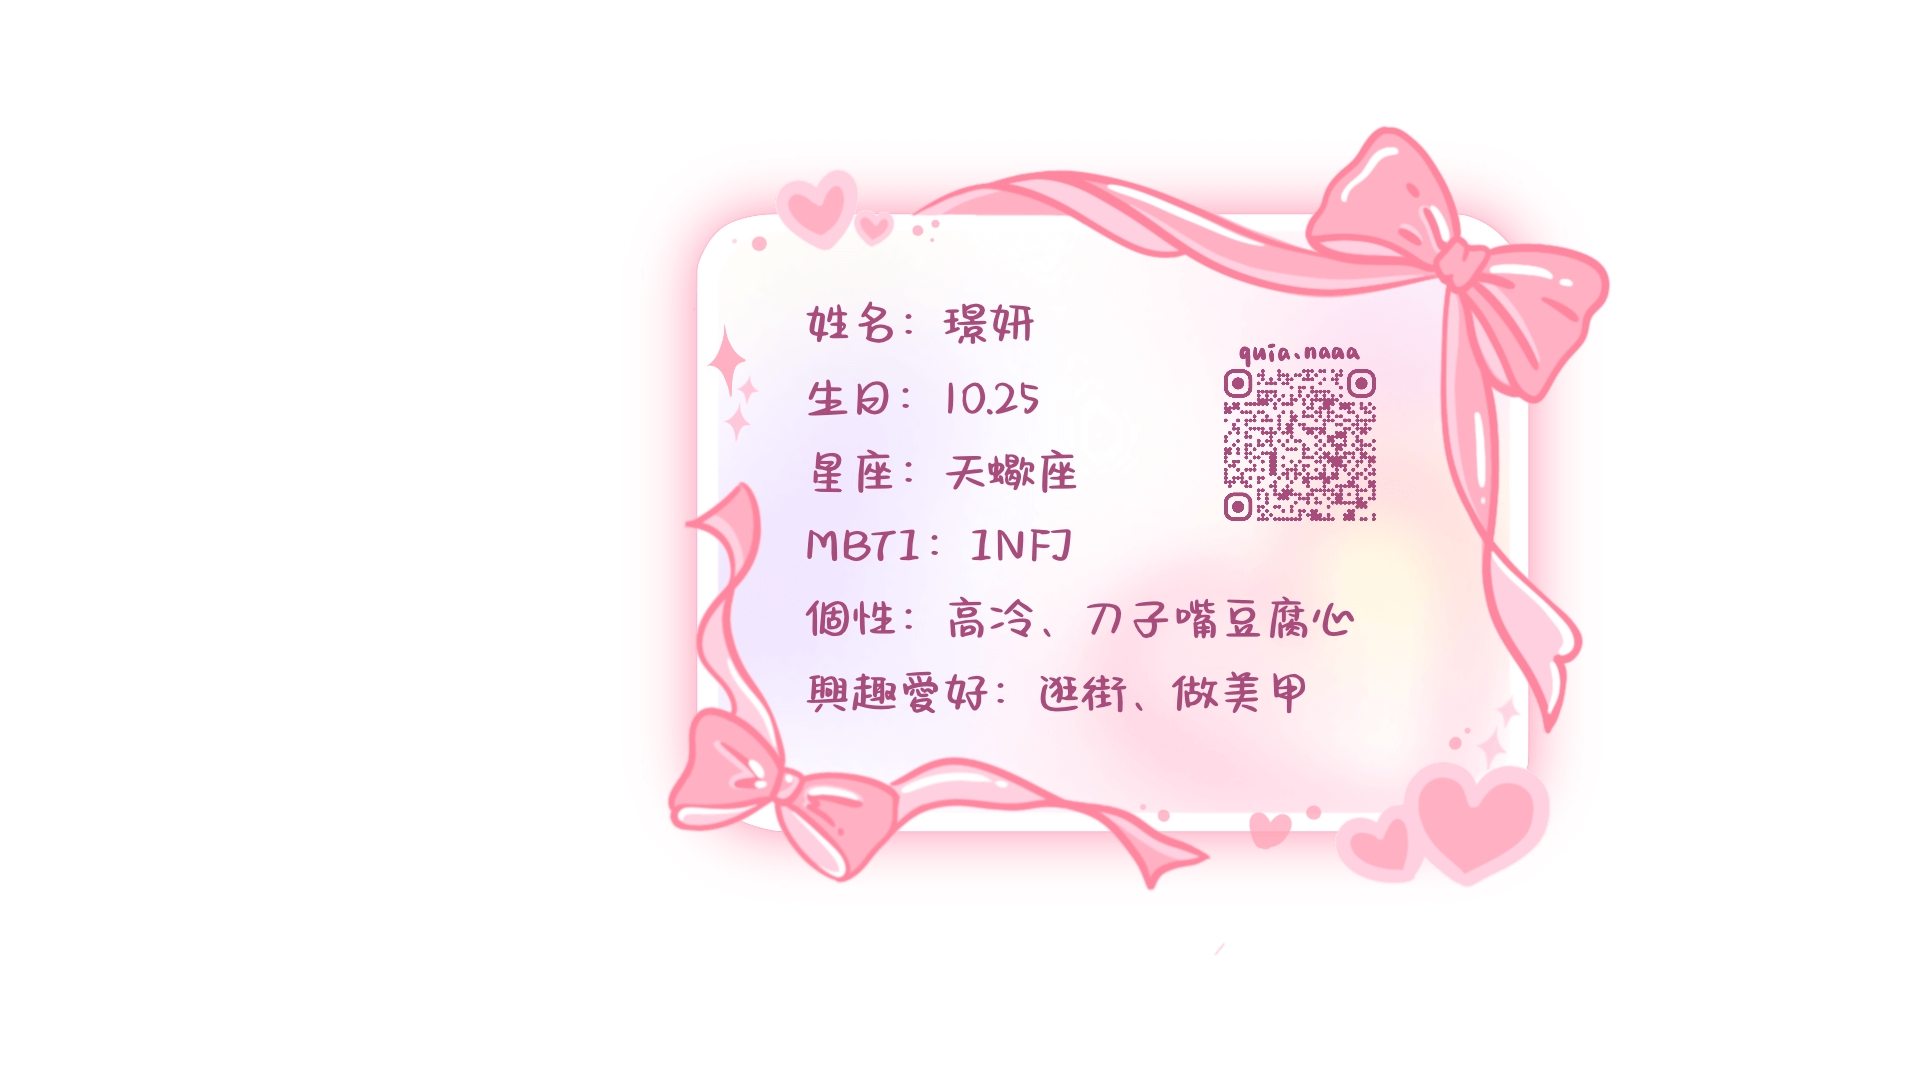 姓名：璟妍
生日：10.25
星座：天蠍座
MBTI：INFJ
個性：高冷、刀子嘴豆腐心
興趣愛好：逛街、做美甲
quia.naaa